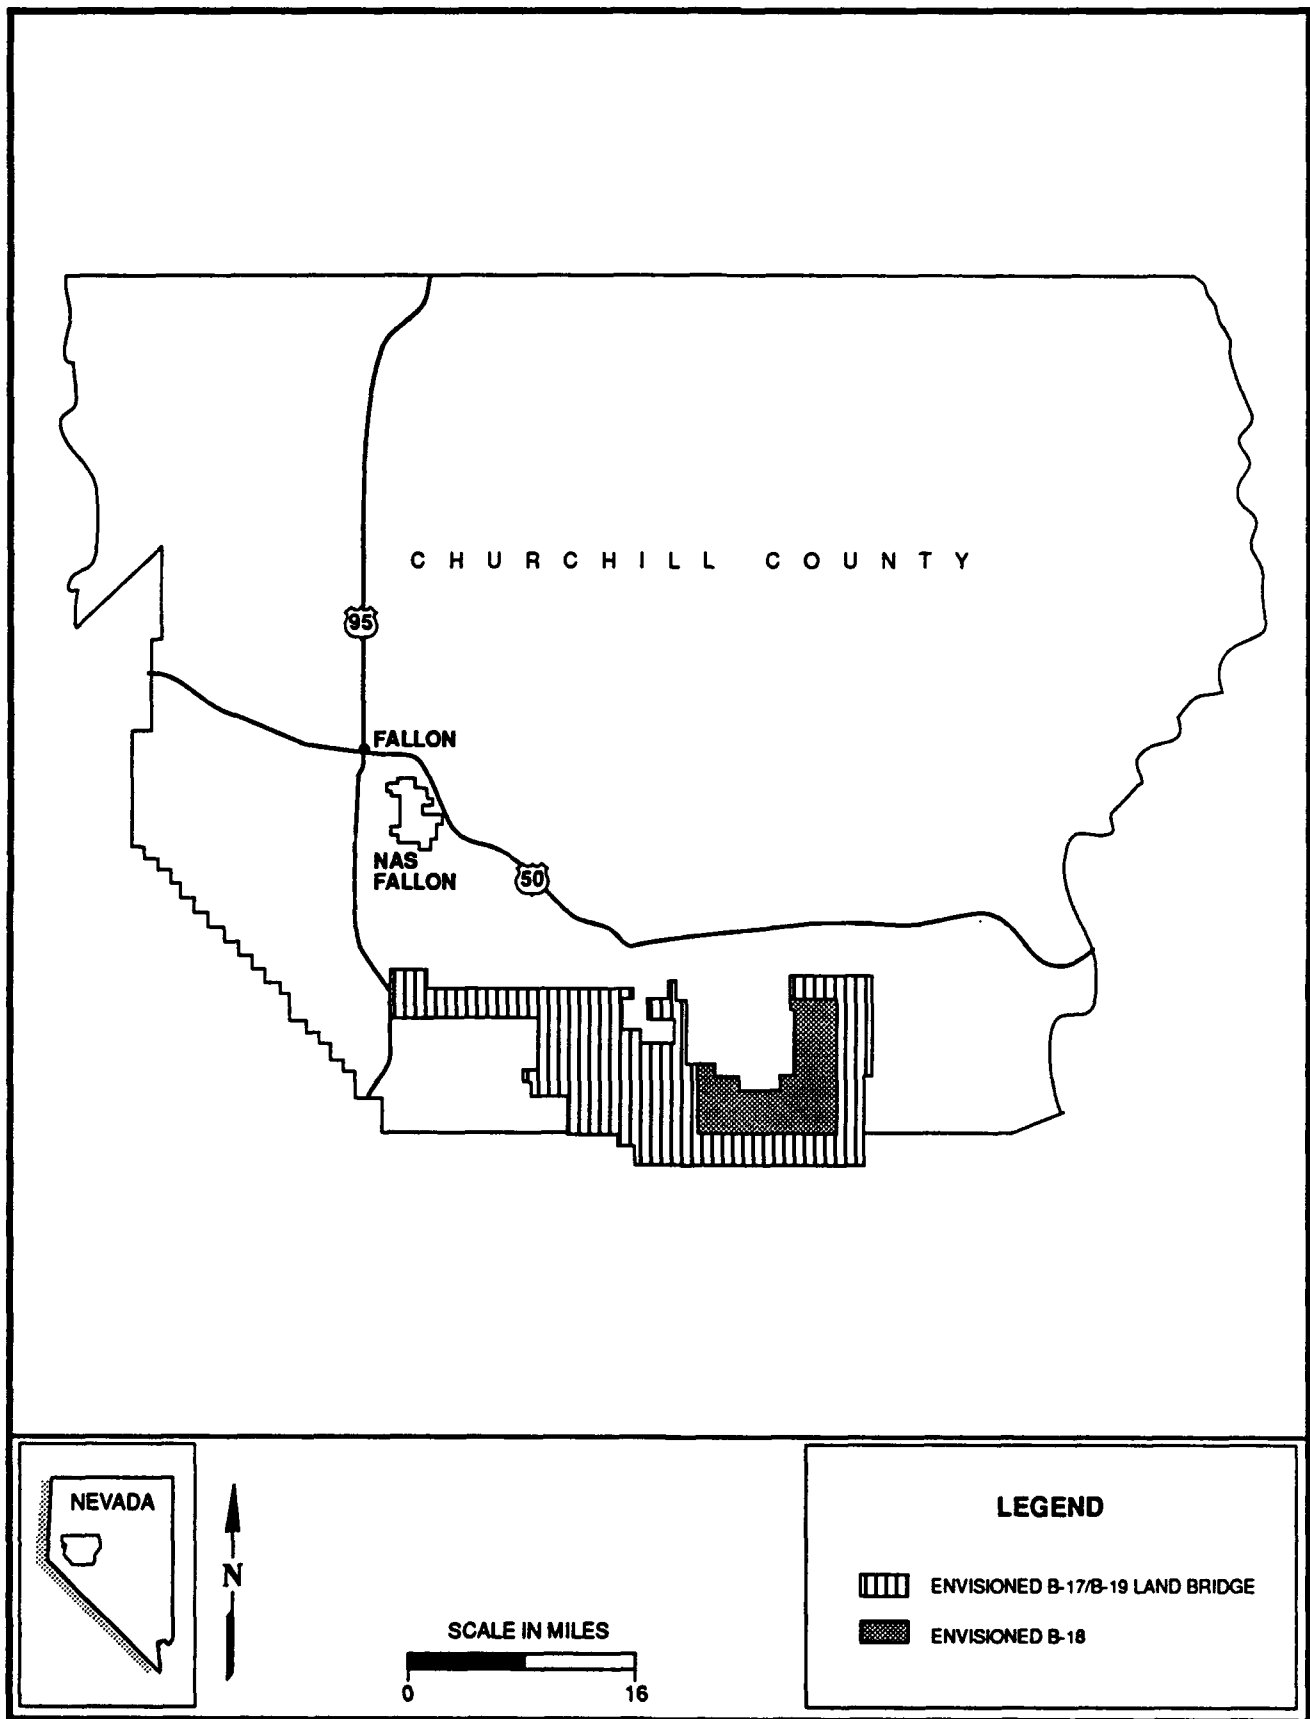 CHURCHILL COUNTY
95
FALLON
NAS
FALLON
50
NEVADA
N
SCALE IN MILES
0 16
LEGEND
ENVISIONED B-17/B-19 LAND BRIDGE
ENVISIONED B-18